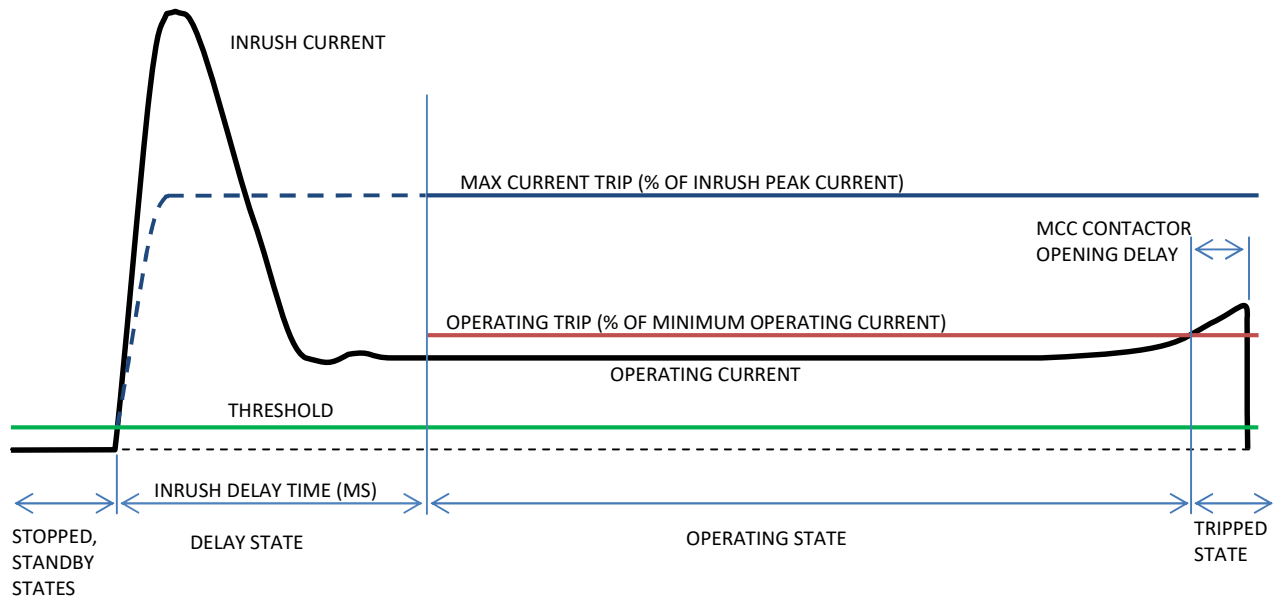 INRUSH CURRENT
MAX CURRENT TRIP (% OF INRUSH PEAK CURRENT)
MCC CONTACTOR
OPENING DELAY
OPERATING TRIP (% OF MINIMUM OPERATING CURRENT)
OPERATING CURRENT
THRESHOLD
INRUSH DELAY TIME (MS)
STOPPED,
STANDBY
STATES
DELAY STATE
OPERATING STATE
TRIPPED
STATE